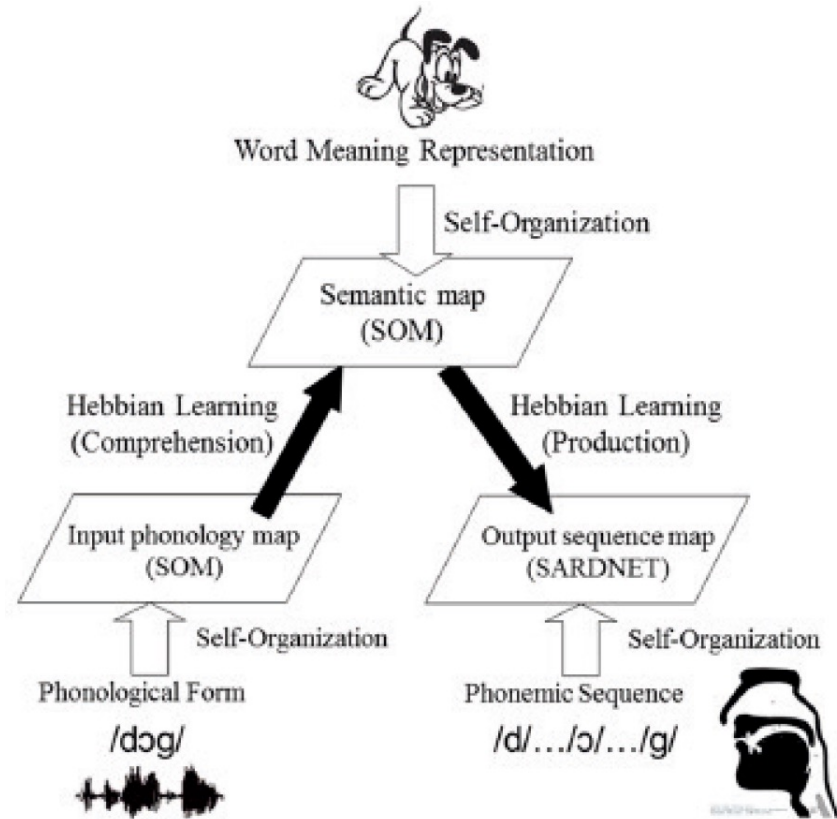 Word Meaning Representation
Self-Organization
Semantic map
(SOM)
Hebbian Learning
(Comprehension)
Hebbian Learning
(Production)
Input phonology map
(SOM)
Output sequence map
(SARDNET)
Self-Organization
Self-Organization
Phonological Form
Phonemic Sequence
/dɔg/
/d/…/ɔ/…/g/